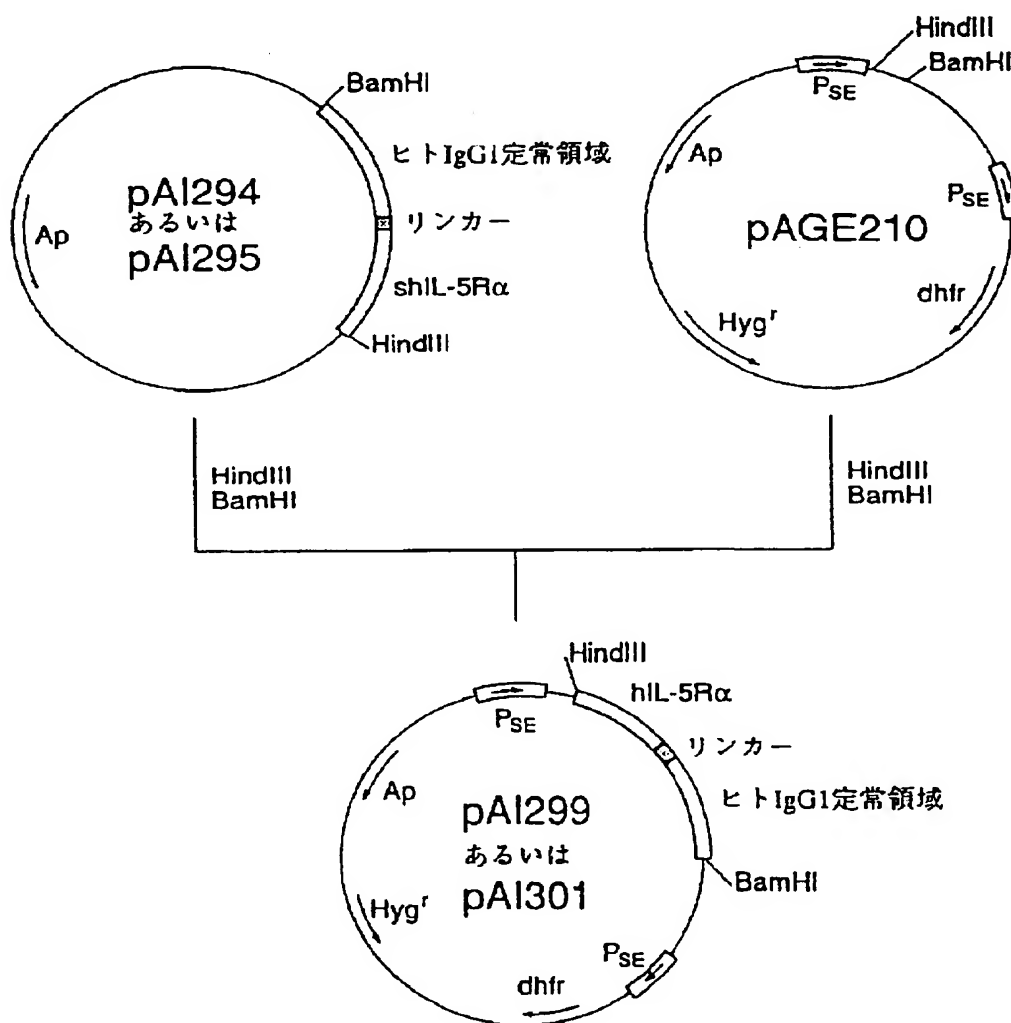 BamHI
ヒトIgG1定常領域
pAI294
あるいは
pAI295
Ap
リンカー
shIL-5Rα
HindIII
HindIII
BamHI
PSE
Ap
PSE
pAGE210
dhfr
Hygr
HindIII
BamHI
HindIII
BamHI
HindIII
hIL-5Rα
PSE
リンカー
Ap
ヒトIgG1定常領域
pAI299
あるいは
pAI301
BamHI
Hygr
PSE
dhfr